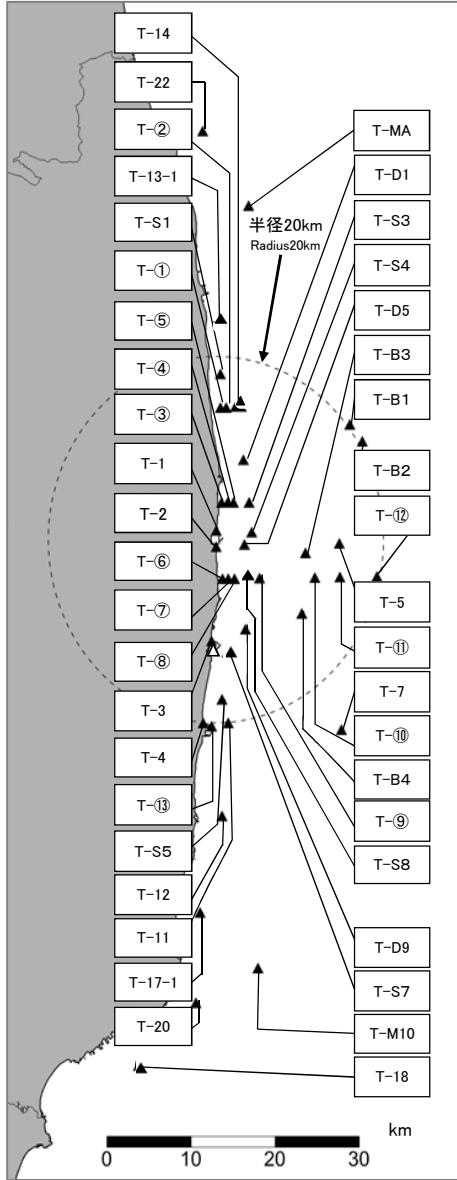 T-14
T-22
T-②
T-13-1
T-S1
T-①
T-⑤
T-④
T-③
T-1
T-2
T-⑥
T-⑦
T-⑧
T-3
T-4
T-⑬
T-S5
T-12
T-11
T-17-1
T-20
半径20km
Radius20km
T-MA
T-D1
T-S3
T-S4
T-D5
T-B3
T-B1
T-B2
T-⑫
T-5
T-⑪
T-7
T-⑩
T-B4
T-⑨
T-S8
T-D9
T-S7
T-M10
T-18
km
0 10 20 30